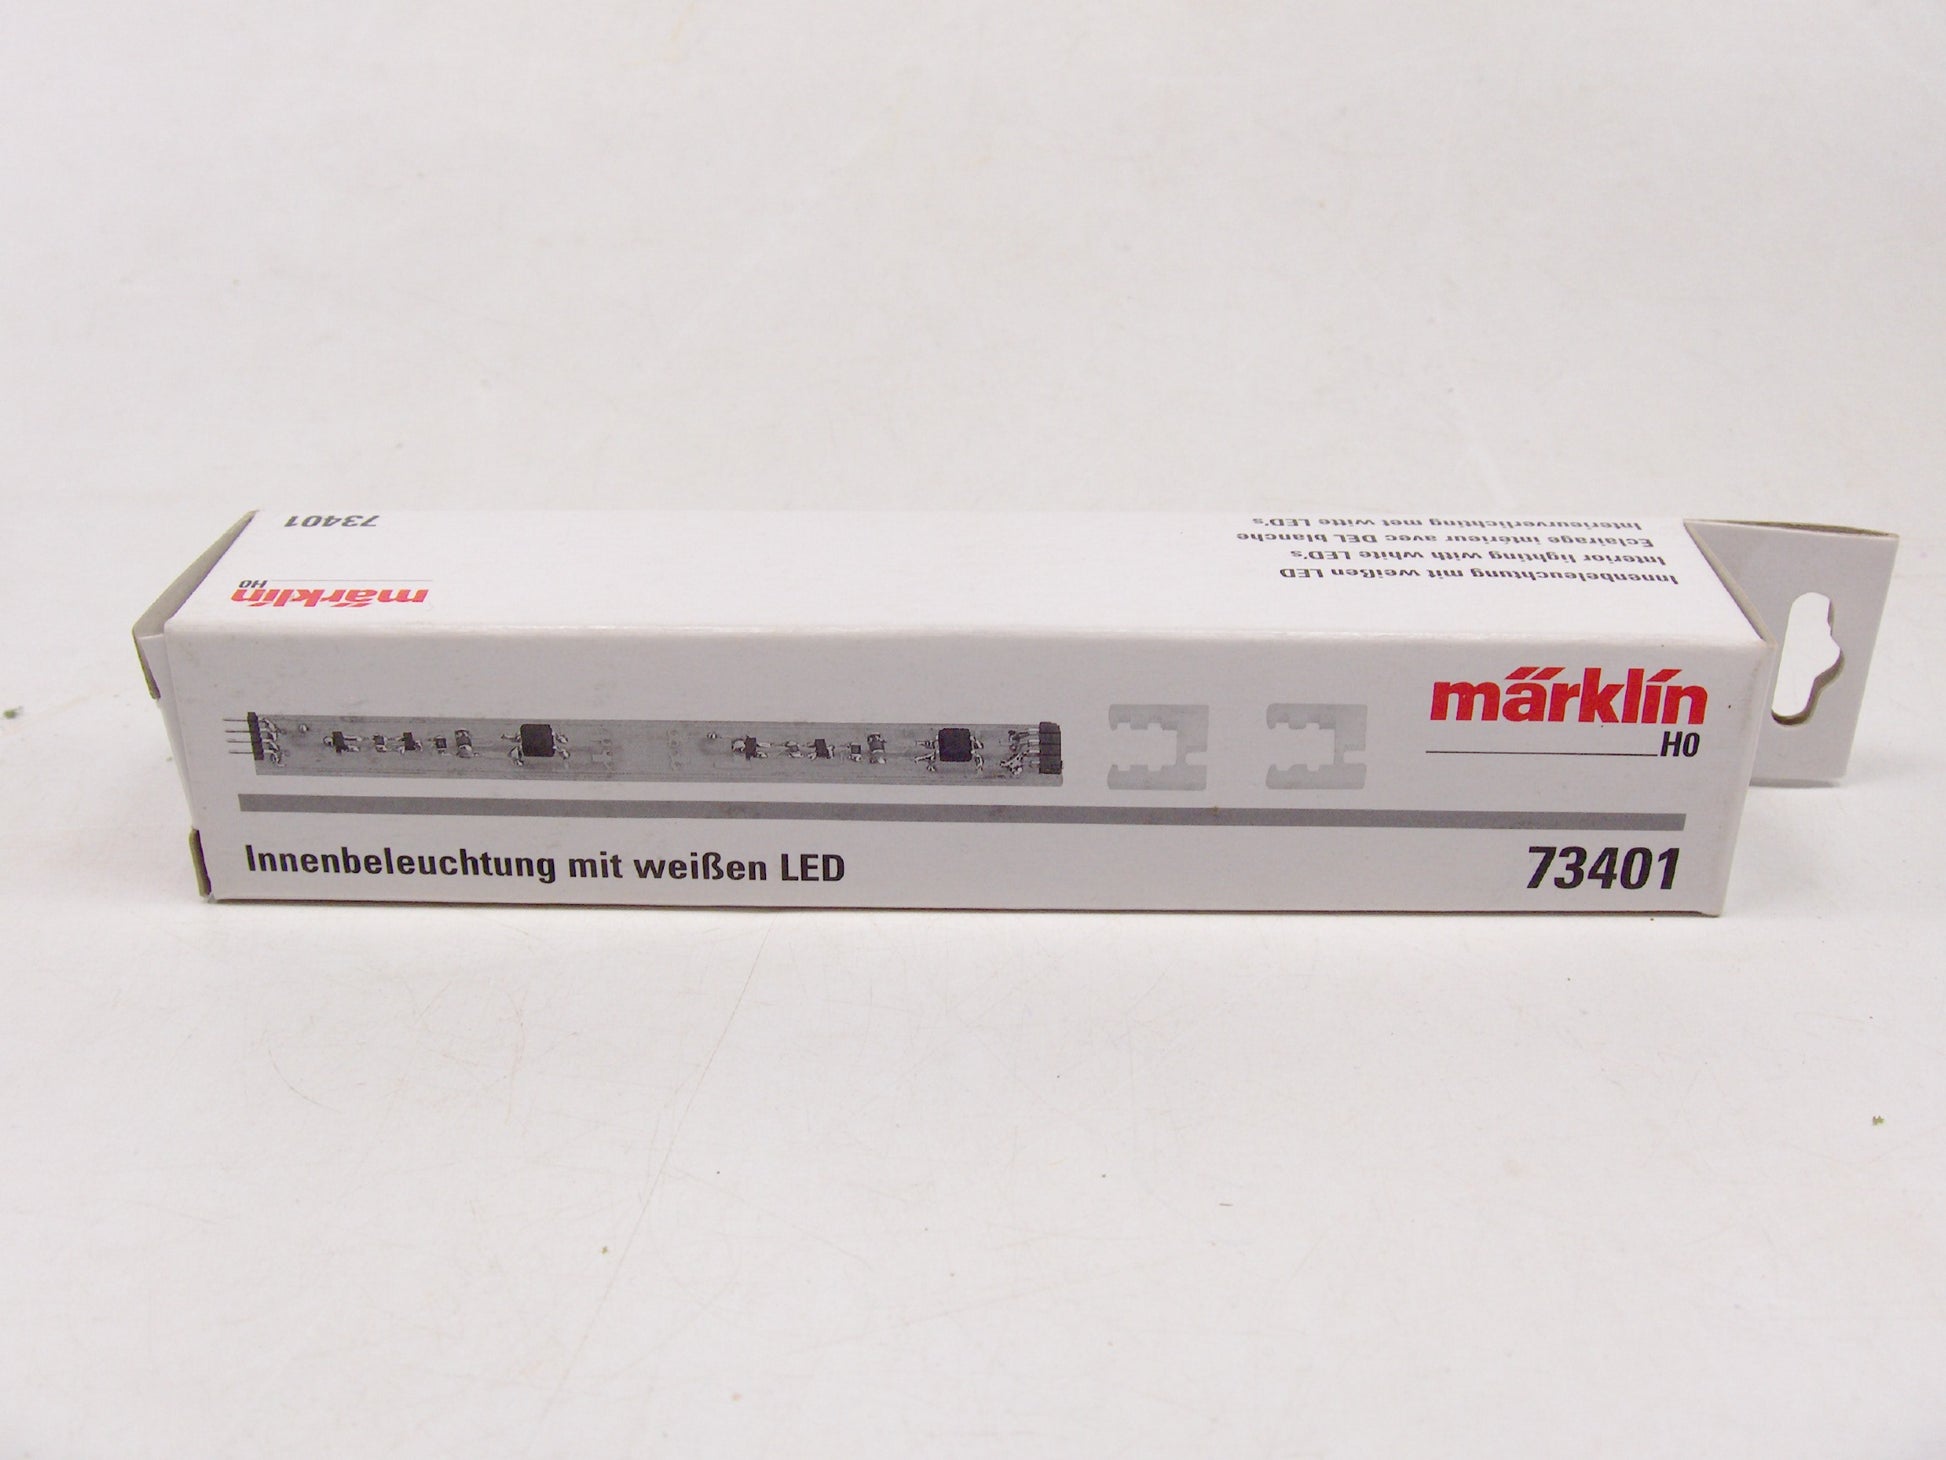 73401
märklin
H0
Innenbeleuchtung mit weißen LED
Interior lighting with white LED's
Eclairage intérieur avec DEL blanche
Interieurverlichting met witte LED's
märklin
H0
Innenbeleuchtung mit weißen LED
73401